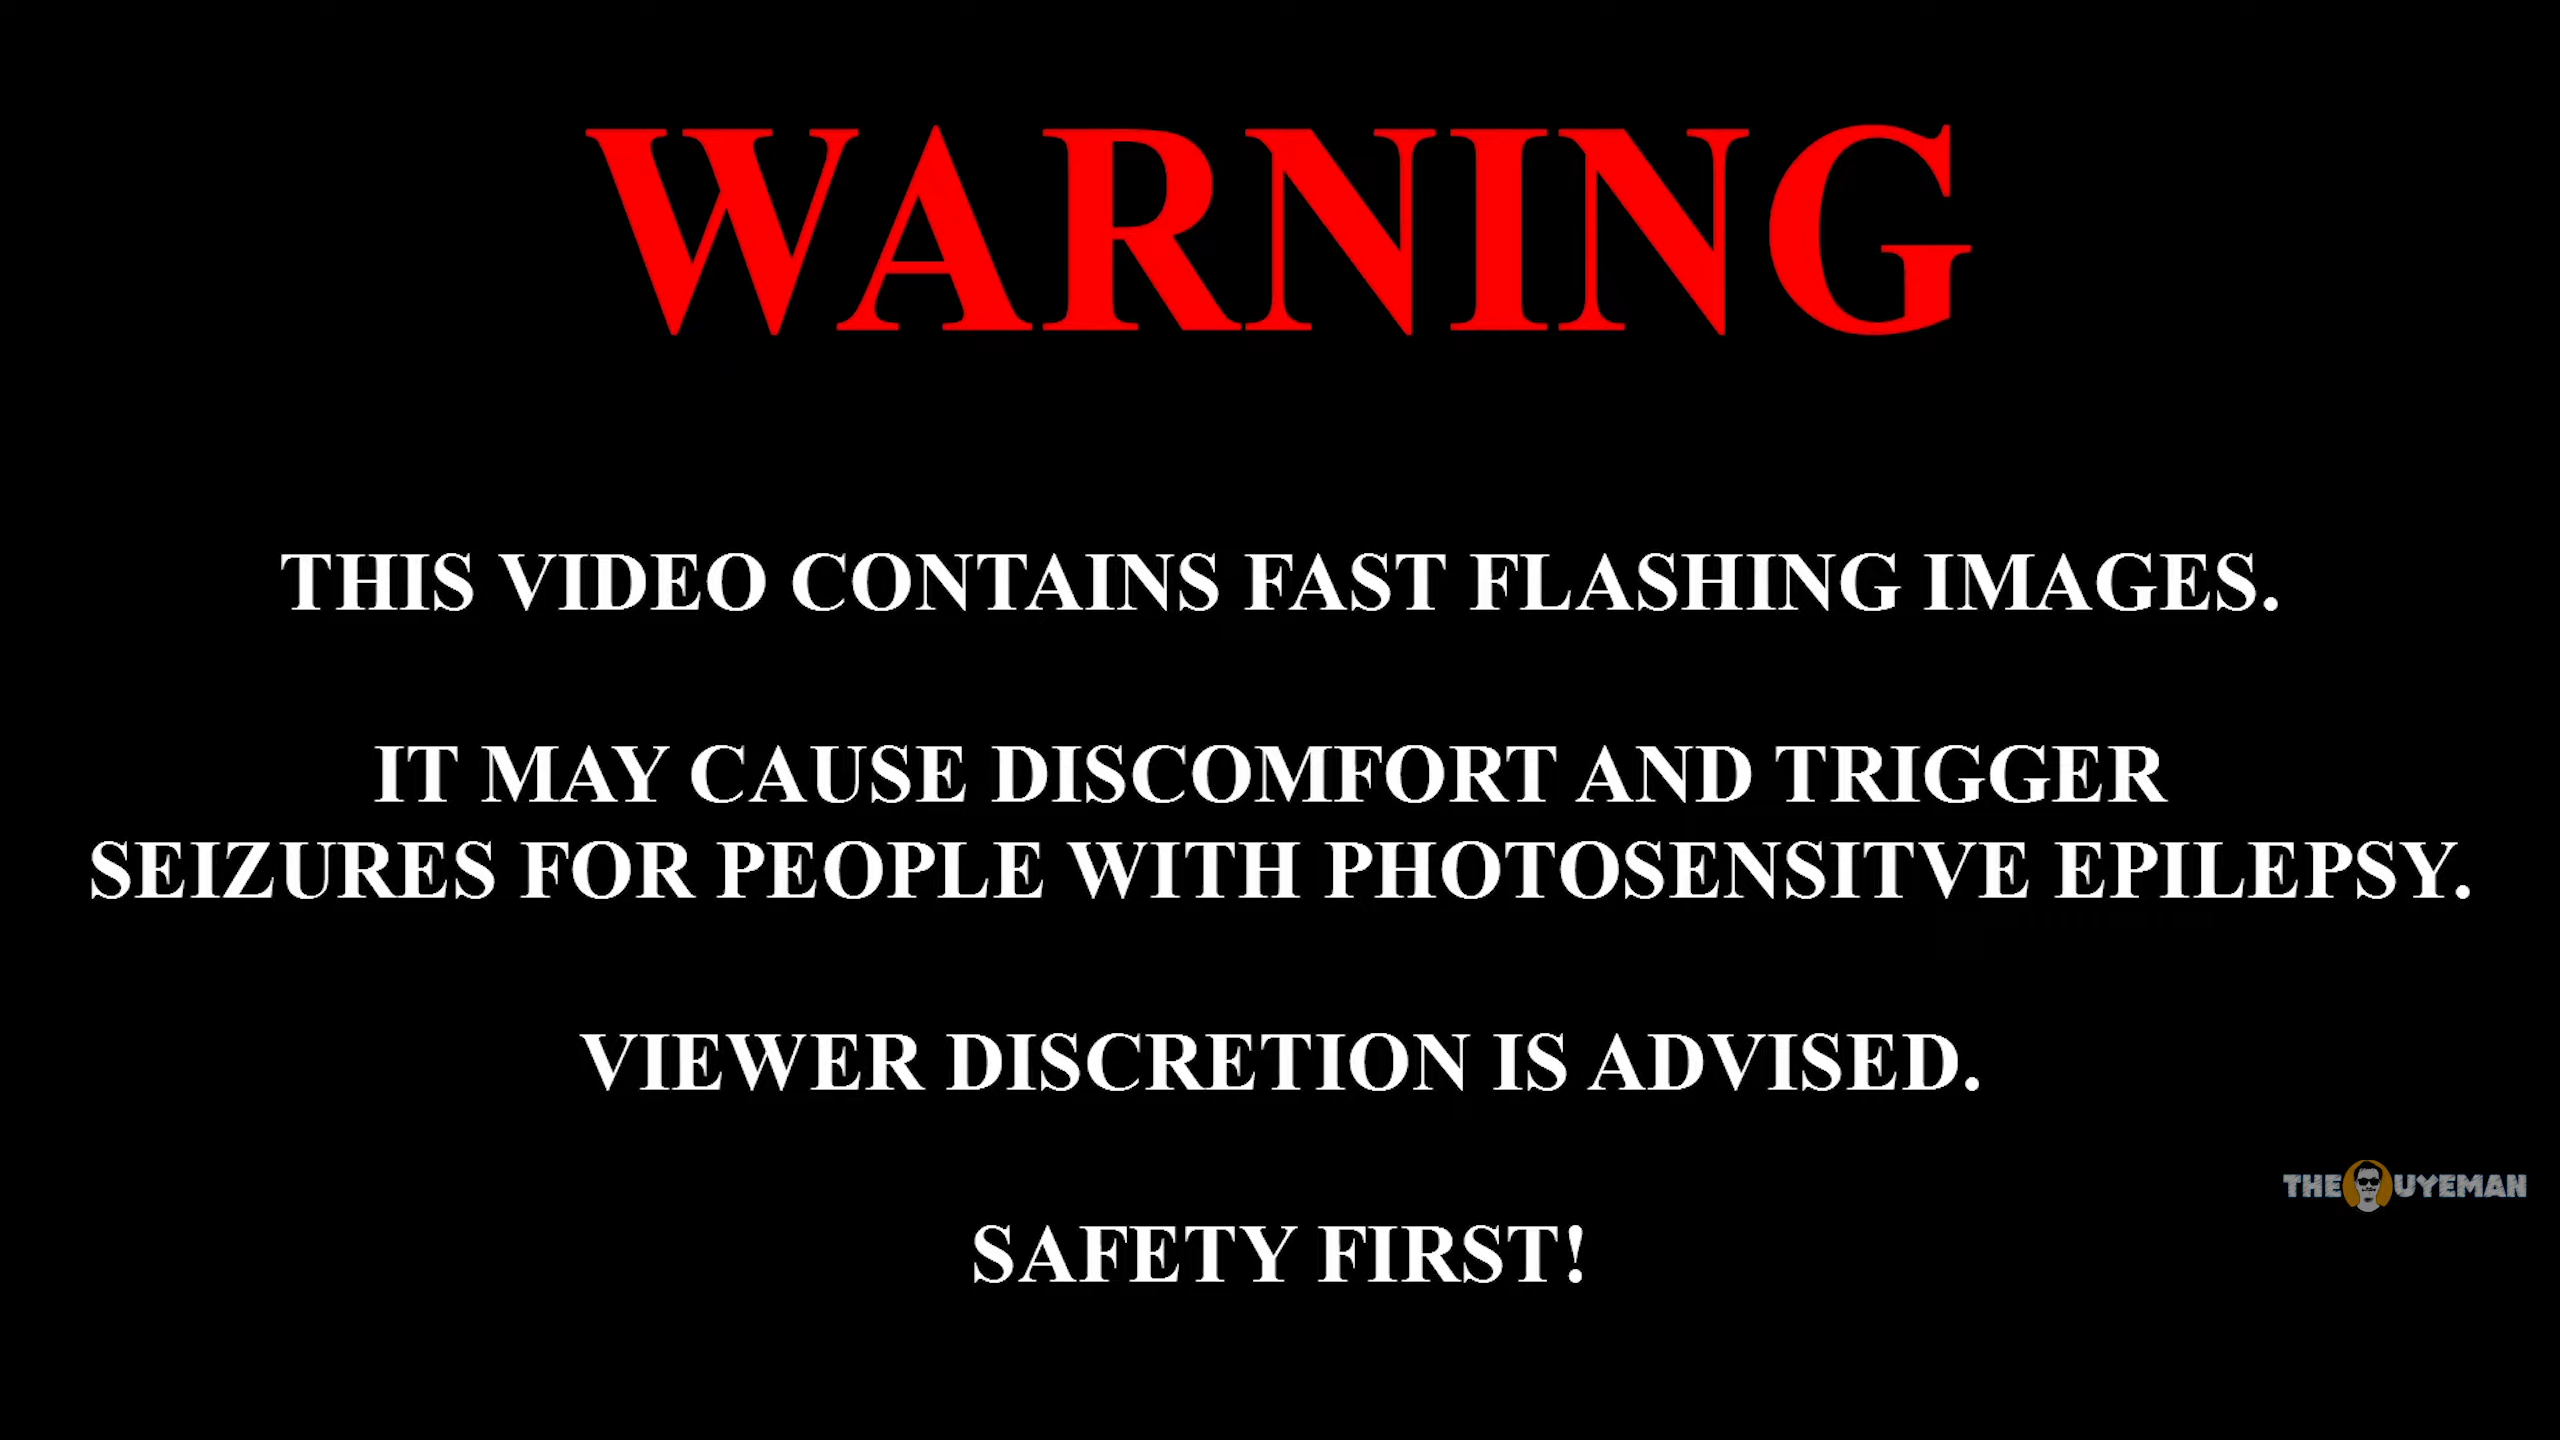 WARNING
THIS VIDEO CONTAINS FAST FLASHING IMAGES.
IT MAY CAUSE DISCOMFORT AND TRIGGER
SEIZURES FOR PEOPLE WITH PHOTOSENSITVE EPILEPSY.
VIEWER DISCRETION IS ADVISED.
THE UYEMAN
SAFETY FIRST!